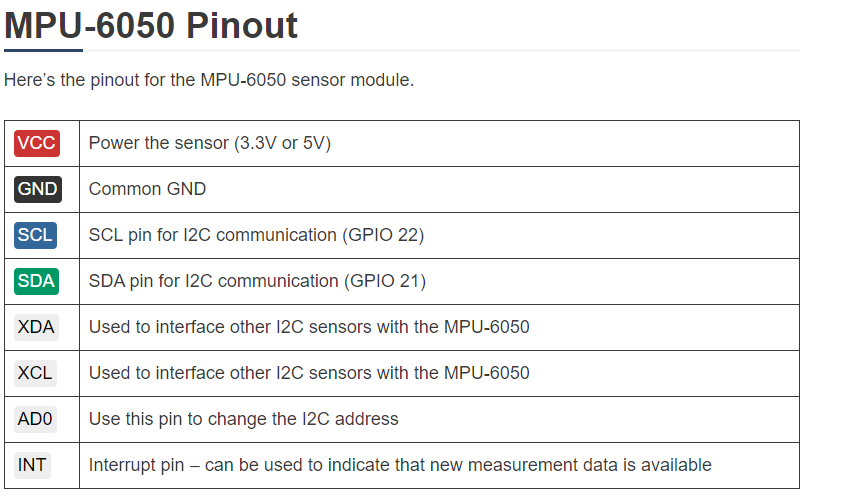 MPU-6050 Pinout
Here’s the pinout for the MPU-6050 sensor module.
VCC Power the sensor (3.3V or 5V)
GND Common GND
SCL SCL pin for I2C communication (GPIO 22)
SDA SDA pin for I2C communication (GPIO 21)
XDA Used to interface other I2C sensors with the MPU-6050
XCL Used to interface other I2C sensors with the MPU-6050
AD0 Use this pin to change the I2C address
INT Interrupt pin – can be used to indicate that new measurement data is available